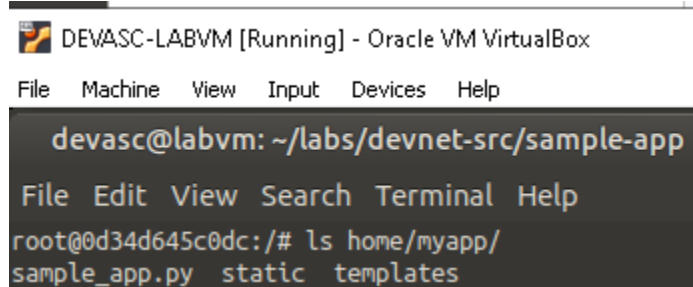 DEVASC-LABVM [Running] - Oracle VM VirtualBox
File Machine View Input Devices Help
devasc@labvm: ~/labs/devnet-src/sample-app
File Edit View Search Terminal Help
root@0d34d645c0dc:/# ls home/myapp/
sample_app.py static templates